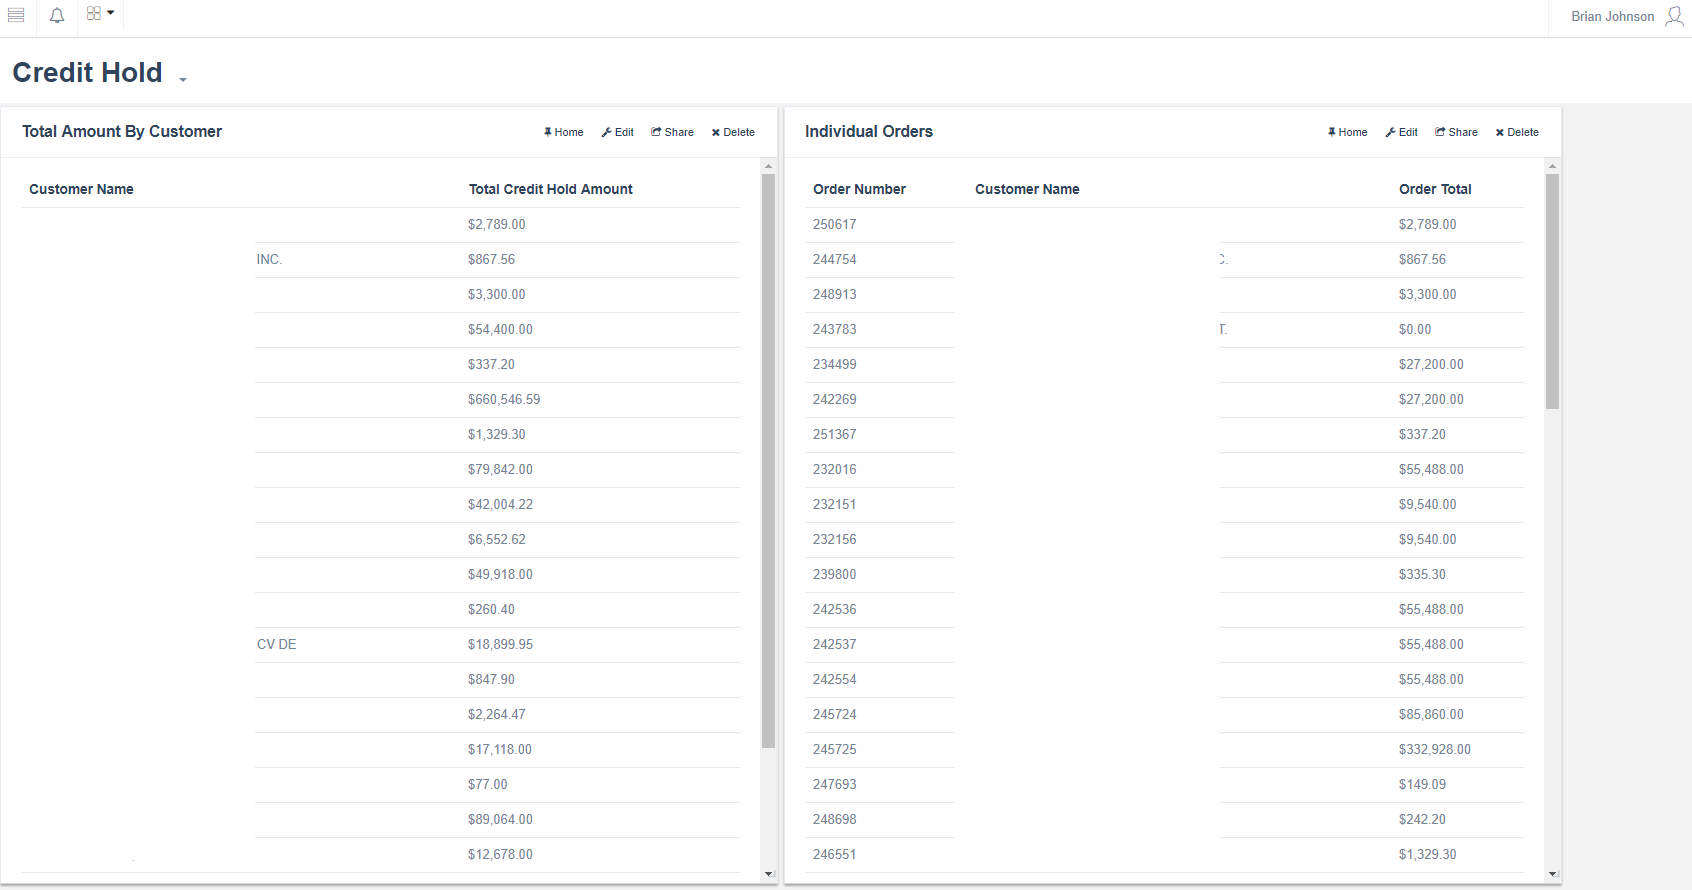 Brian Johnson
Credit Hold
Total Amount By Customer
Home Edit Share Delete
Customer Name Total Credit Hold Amount
$2,789.00
INC. $867.56
$3,300.00
$54,400.00
$337.20
$660,546.59
$1,329.30
$79,842.00
$42,004.22
$6,552.62
$49,918.00
$260.40
CV DE $18,899.95
$847.90
$2,264.47
$17,118.00
$77.00
$89,064.00
$12,678.00
Individual Orders
Home Edit Share Delete
Order Number Customer Name Order Total
250617 $2,789.00
244754 C. $867.56
248913 $3,300.00
243783 T. $0.00
234499 $27,200.00
242269 $27,200.00
251367 $337.20
232016 $55,488.00
232151 $9,540.00
232156 $9,540.00
239800 $335.30
242536 $55,488.00
242537 $55,488.00
242554 $55,488.00
245724 $85,860.00
245725 $332,928.00
247693 $149.09
248698 $242.20
246551 $1,329.30